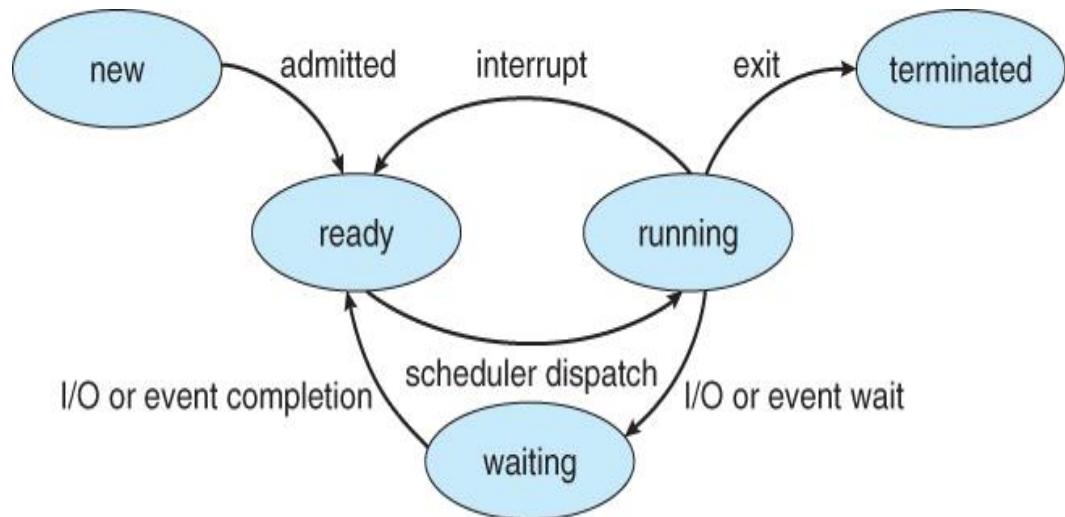 new
admitted
interrupt
exit
terminated
ready
running
scheduler dispatch
I/O or event completion
I/O or event wait
waiting